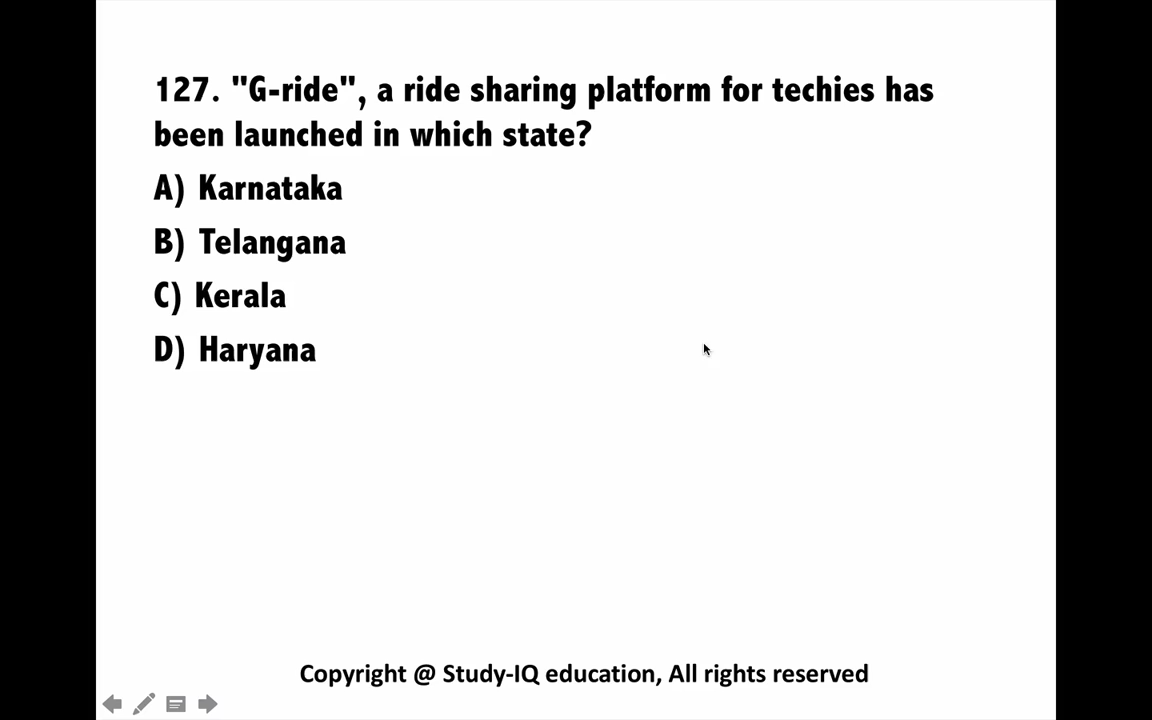 127. "G-ride", a ride sharing platform for techies has
been launched in which state?
A) Karnataka
B) Telangana
C) Kerala
D) Haryana
Copyright @ Study-IQ education, All rights reserved